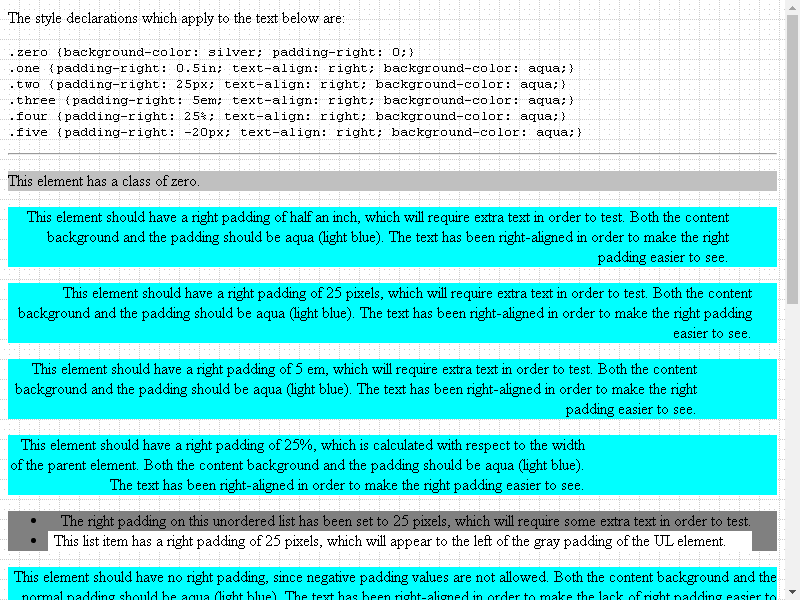 The style declarations which apply to the text below are:
.zero {background-color: silver; padding-right: 0;}
.one {padding-right: 0.5in; text-align: right; background-color: aqua;}
.two {padding-right: 25px; text-align: right; background-color: aqua;}
.three {padding-right: 5em; text-align: right; background-color: aqua;}
.four {padding-right: 25%; text-align: right; background-color: aqua;}
.five {padding-right: -20px; text-align: right; background-color: aqua;}
This element has a class of zero.
This element should have a right padding of half an inch, which will require extra text in order to test. Both the content
background and the padding should be aqua (light blue). The text has been right-aligned in order to make the right
padding easier to see.
This element should have a right padding of 25 pixels, which will require extra text in order to test. Both the content
background and the padding should be aqua (light blue). The text has been right-aligned in order to make the right padding
easier to see.
This element should have a right padding of 5 em, which will require extra text in order to test. Both the content
background and the padding should be aqua (light blue). The text has been right-aligned in order to make the right
padding easier to see.
This element should have a right padding of 25%, which is calculated with respect to the width
of the parent element. Both the content background and the padding should be aqua (light blue).
The text has been right-aligned in order to make the right padding easier to see.
• The right padding on this unordered list has been set to 25 pixels, which will require some extra text in order to test.
• This list item has a right padding of 25 pixels, which will appear to the left of the gray padding of the UL element.
This element should have no right padding, since negative padding values are not allowed. Both the content background and the
normal padding should be aqua (light blue). The text has been right-aligned in order to make the lack of right padding easier to